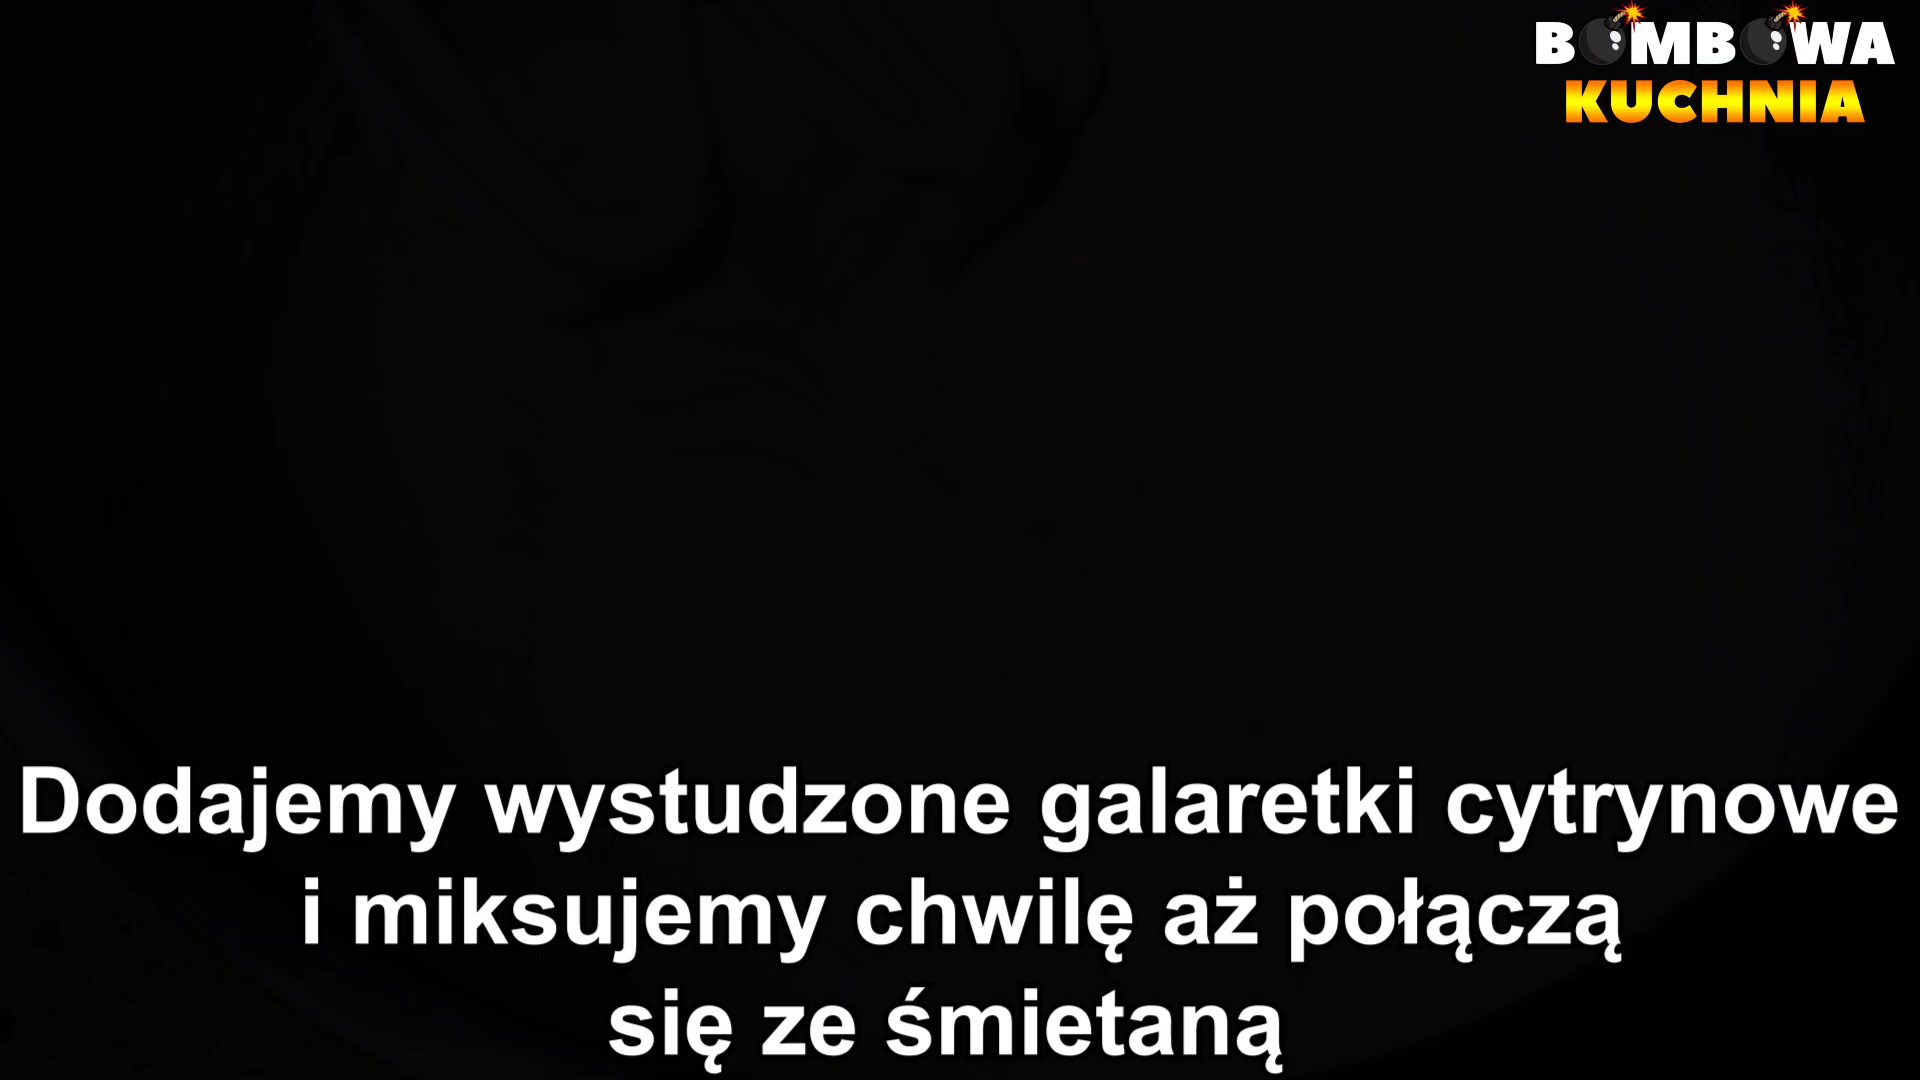 BOMBOWA
KUCHNIA
Dodajemy wystudzone galaretki cytrynowe
i miksujemy chwilę aż połączą
się ze śmietaną